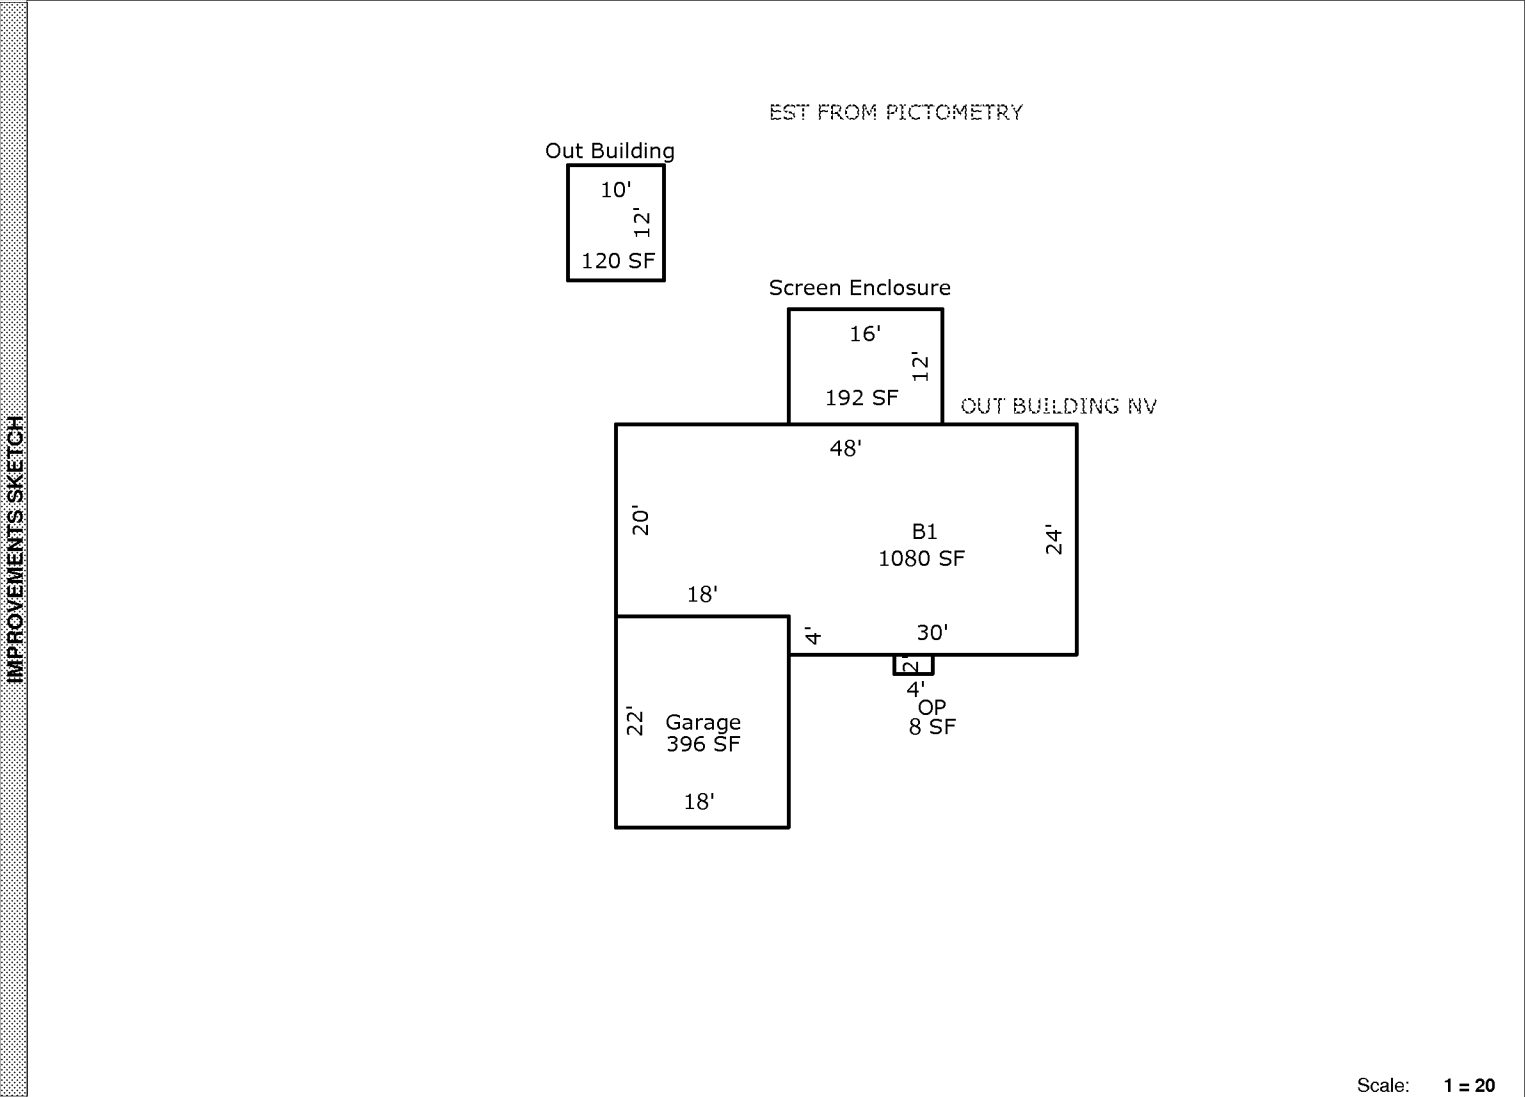 IMPROVEMENTS SKETCH
EST FROM PICTOMETRY
Out Building
10'
12'
120 SF
Screen Enclosure
16'
12'
192 SF
OUT BUILDING NV
48'
20'
B1
24'
1080 SF
18'
4'
30'
2'
4'
OP
8 SF
22'
Garage
396 SF
18'
Scale: 1 = 20